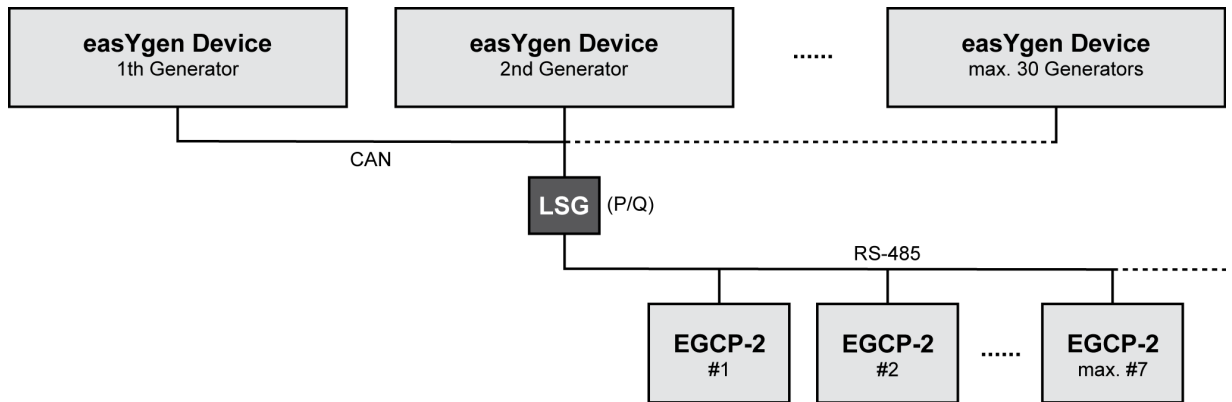 easYgen Device
1th Generator
easYgen Device
2nd Generator
......
easYgen Device
max. 30 Generators
CAN
LSG
(P/Q)
RS-485
EGCP-2
#1
EGCP-2
#2
......
EGCP-2
max. #7